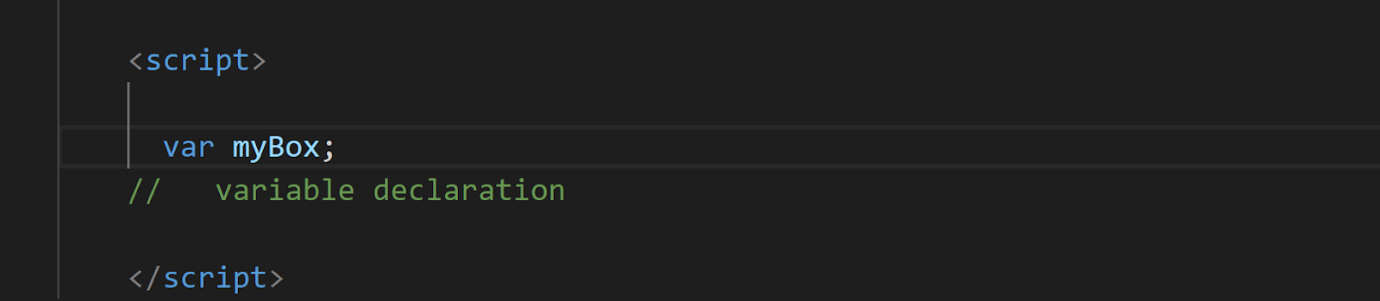 <script>
var myBox;
//   variable declaration
</script>